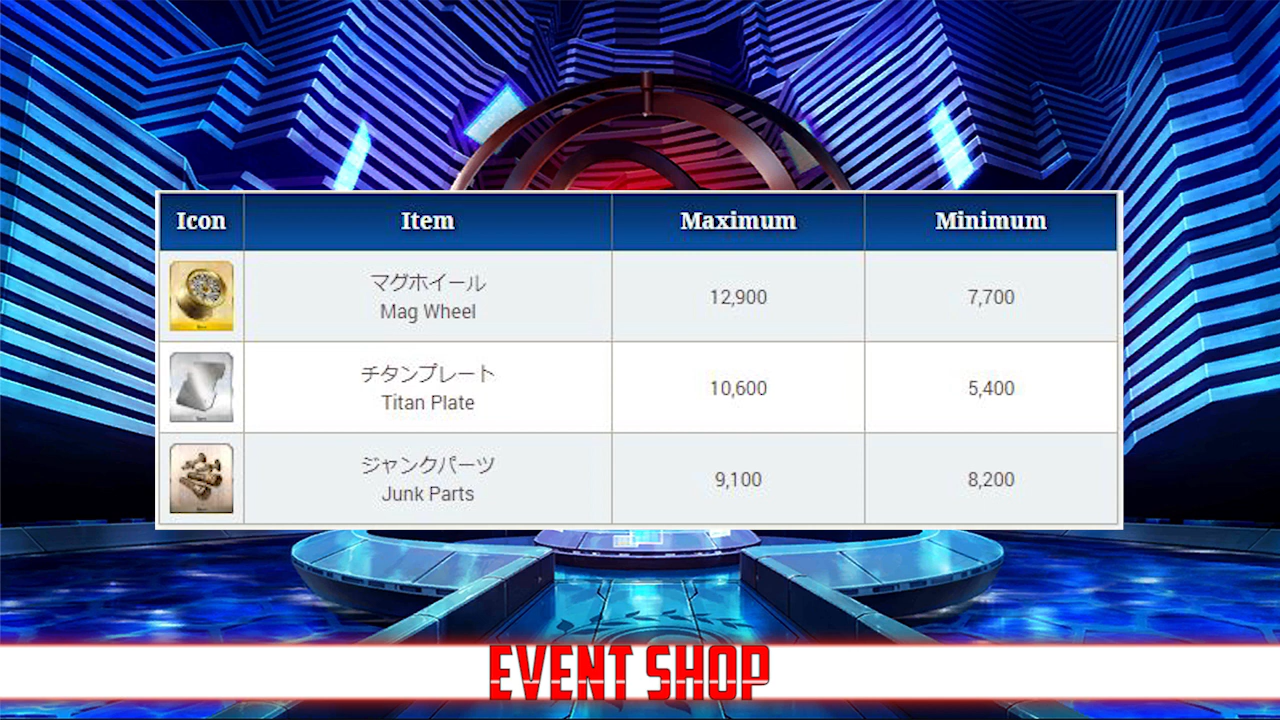 Icon Item Maximum Minimum
マグホイール
Mag Wheel
12,900 7,700
チタンプレート
Titan Plate
10,600 5,400
ジャンクパーツ
Junk Parts
9,100 8,200
EVENT SHOP